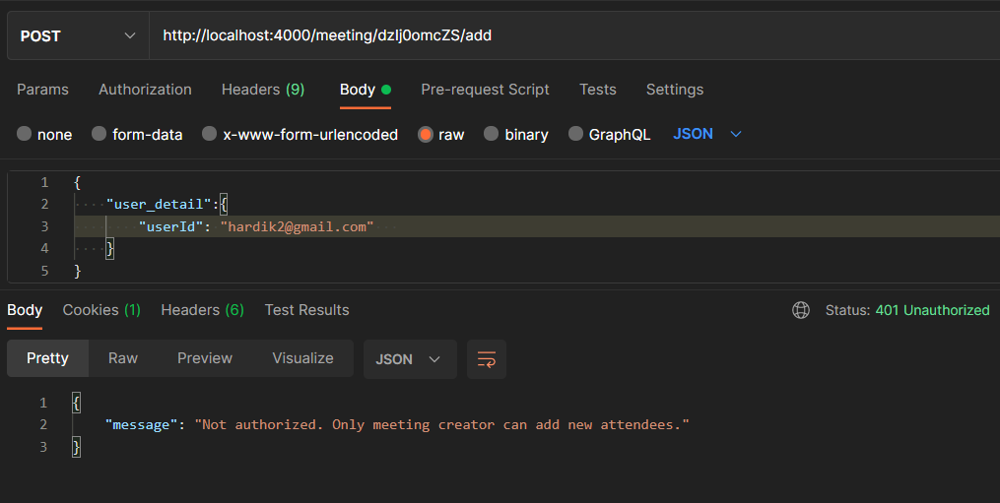 POST http://localhost:4000/meeting/dzIj0omcZS/add
Params Authorization Headers (9) Body Pre-request Script Tests Settings
none form-data x-www-form-urlencoded raw binary GraphQL JSON
1 {
2 "user_detail":{
3 "userId": "hardik2@gmail.com"
4 }
5 }
Body Cookies (1) Headers (6) Test Results Status: 401 Unauthorized
Pretty Raw Preview Visualize JSON
1 {
2 "message": "Not authorized. Only meeting creator can add new attendees."
3 }